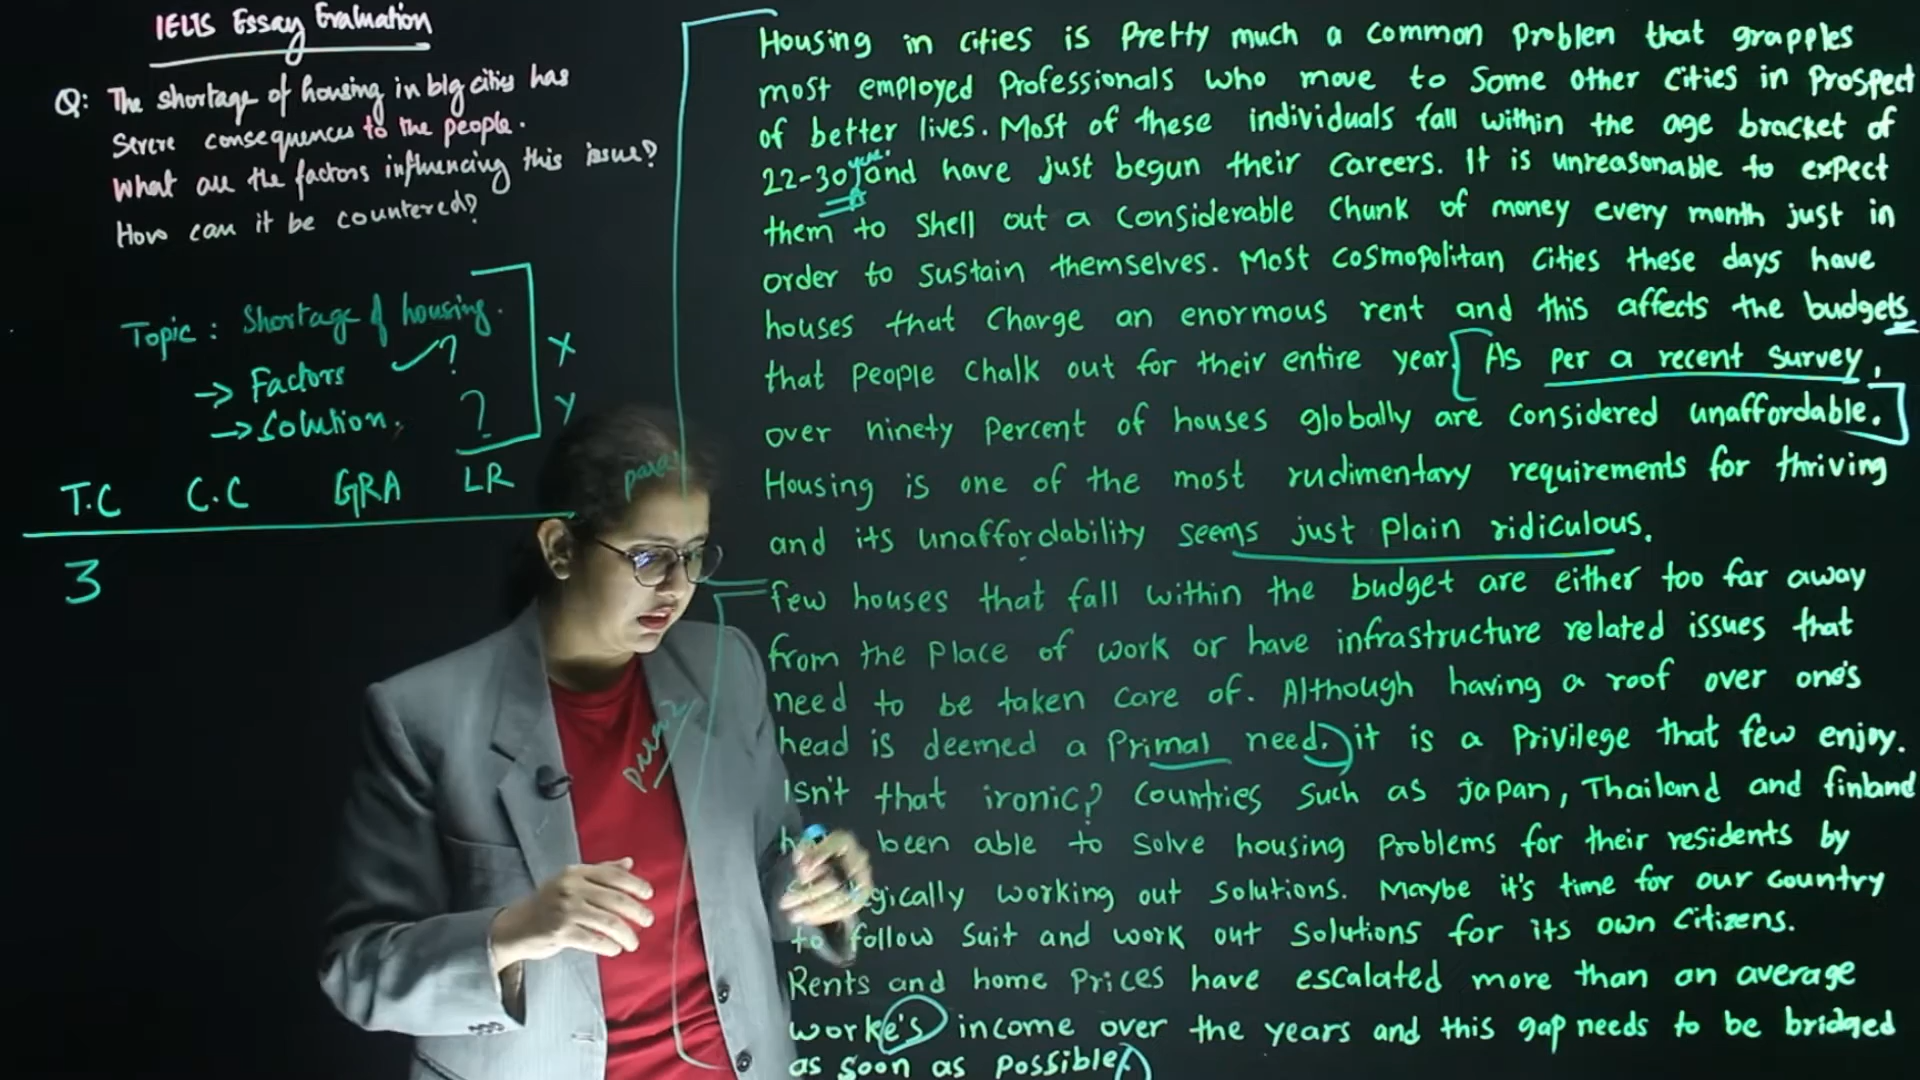 IELTS Essay Evaluation
Q: The shortage of housing in big cities has
severe consequences to the people.
What are the factors influencing this issue?
How can it be countered?
Topic: Shortage of housing.
→ Factors ✓ ?
→ Solution. ?
X
Y
T.C C.C GRA LR
3
Housing in cities is Pretty much a common problem that grapples
most employed Professionals who move to some other cities in Prospect
of better lives. Most of these individuals fall within the age bracket of
22-30 and have just begun their careers. It is unreasonable to expect
them to shell out a considerable chunk of money every month just in
order to sustain themselves. Most cosmopolitan cities these days have
houses that charge an enormous rent and this affects the budgets
that people chalk out for their entire year. [As per a recent survey,
over ninety percent of houses globally are considered unaffordable.]
Housing is one of the most rudimentary requirements for thriving
and its unaffordability seems just plain ridiculous.
few houses that fall within the budget are either too far away
from the place of work or have infrastructure related issues that
need to be taken care of. Although having a roof over one's
head is deemed a Primal need. it is a privilege that few enjoy.
Isn't that ironic? Countries such as Japan, Thailand and finland
been able to solve housing problems for their residents by
working out solutions. Maybe it's time for our country
to follow suit and work out solutions for its own citizens.
Rents and home prices have escalated more than an average
worke's income over the years and this gap needs to be bridged
as soon as possible.